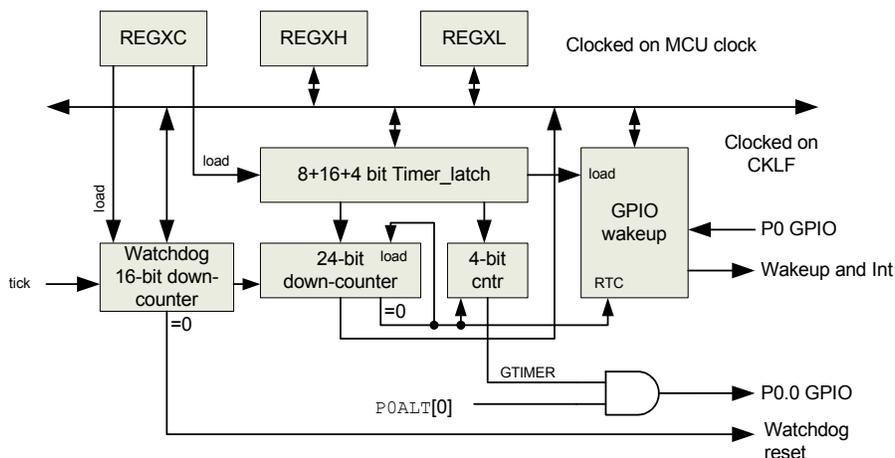 REGXC
REGXH
REGXL
Clocked on MCU clock
Clocked on
CKLF
load
load
8+16+4 bit Timer_latch
load
GPIO
wakeup
RTC
P0 GPIO
Wakeup and Int
tick
Watchdog
16-bit down-
counter
=0
24-bit
down-counter
load
=0
4-bit
cntr
GTIMER
P0ALT[0]
P0.0 GPIO
Watchdog
reset